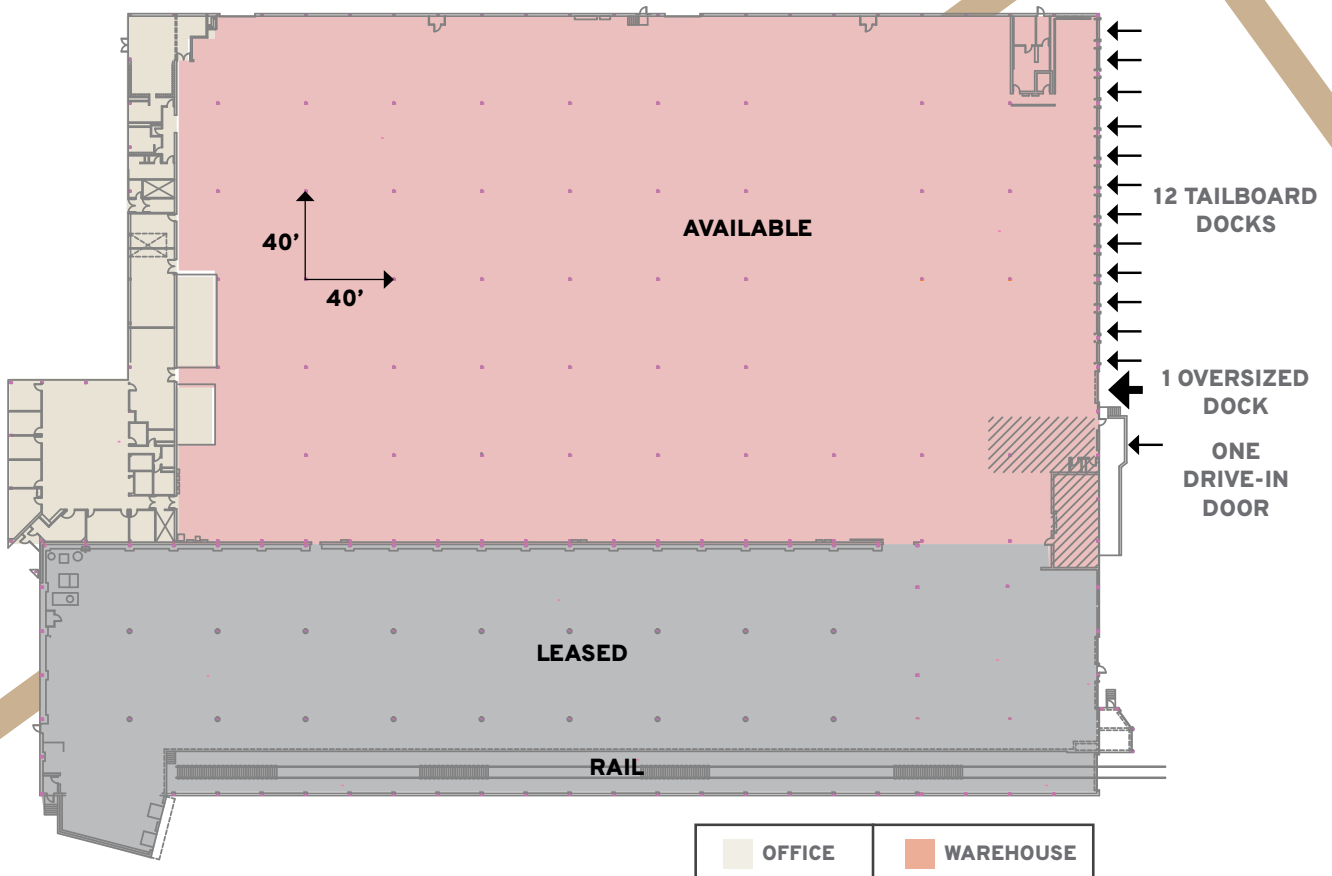 12 TAILBOARD
DOCKS
AVAILABLE
40’
40’
1 OVERSIZED
DOCK
ONE
DRIVE-IN
DOOR
LEASED
RAIL
OFFICE
WAREHOUSE